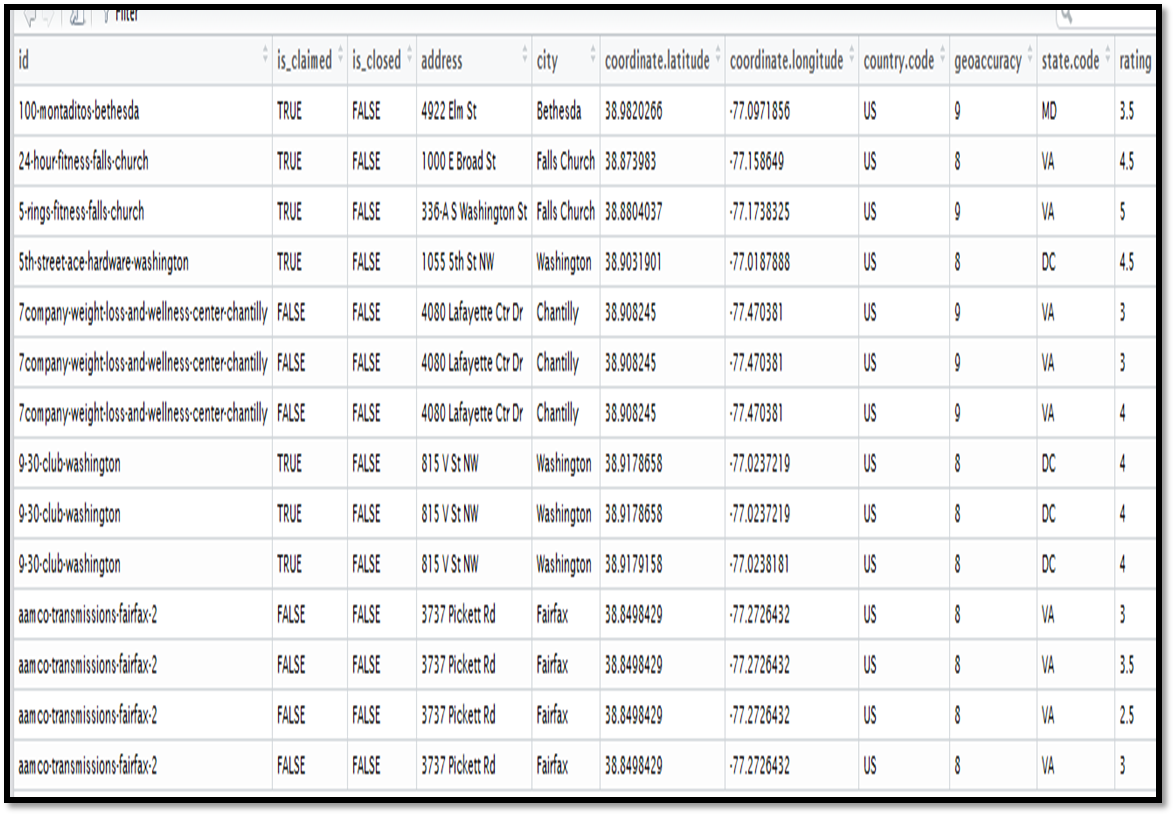 Filter
id is_claimed is_closed address city coordinate.latitude coordinate.longitude country.code geoaccuracy state.code rating
100-montaditos-bethesda TRUE FALSE 4922 Elm St Bethesda 38.9820266 -77.0971856 US 9 MD 3.5
24-hour-fitness-falls-church TRUE FALSE 1000 E Broad St Falls Church 38.873983 -77.158649 US 8 VA 4.5
5-rings-fitness-falls-church TRUE FALSE 336-A S Washington St Falls Church 38.8804037 -77.1738325 US 9 VA 5
5th-street-ace-hardware-washington TRUE FALSE 1055 5th St NW Washington 38.9031901 -77.0187888 US 8 DC 4.5
7company-weight-loss-and-wellness-center-chantilly FALSE FALSE 4080 Lafayette Ctr Dr Chantilly 38.908245 -77.470381 US 9 VA 3
7company-weight-loss-and-wellness-center-chantilly FALSE FALSE 4080 Lafayette Ctr Dr Chantilly 38.908245 -77.470381 US 9 VA 3
7company-weight-loss-and-wellness-center-chantilly FALSE FALSE 4080 Lafayette Ctr Dr Chantilly 38.908245 -77.470381 US 9 VA 4
9-30-club-washington TRUE FALSE 815 V St NW Washington 38.9178658 -77.0237219 US 8 DC 4
9-30-club-washington TRUE FALSE 815 V St NW Washington 38.9178658 -77.0237219 US 8 DC 4
9-30-club-washington TRUE FALSE 815 V St NW Washington 38.9179158 -77.0238181 US 8 DC 4
aamco-transmissions-fairfax-2 FALSE FALSE 3737 Pickett Rd Fairfax 38.8498429 -77.2726432 US 8 VA 3
aamco-transmissions-fairfax-2 FALSE FALSE 3737 Pickett Rd Fairfax 38.8498429 -77.2726432 US 8 VA 3.5
aamco-transmissions-fairfax-2 FALSE FALSE 3737 Pickett Rd Fairfax 38.8498429 -77.2726432 US 8 VA 2.5
aamco-transmissions-fairfax-2 FALSE FALSE 3737 Pickett Rd Fairfax 38.8498429 -77.2726432 US 8 VA 3